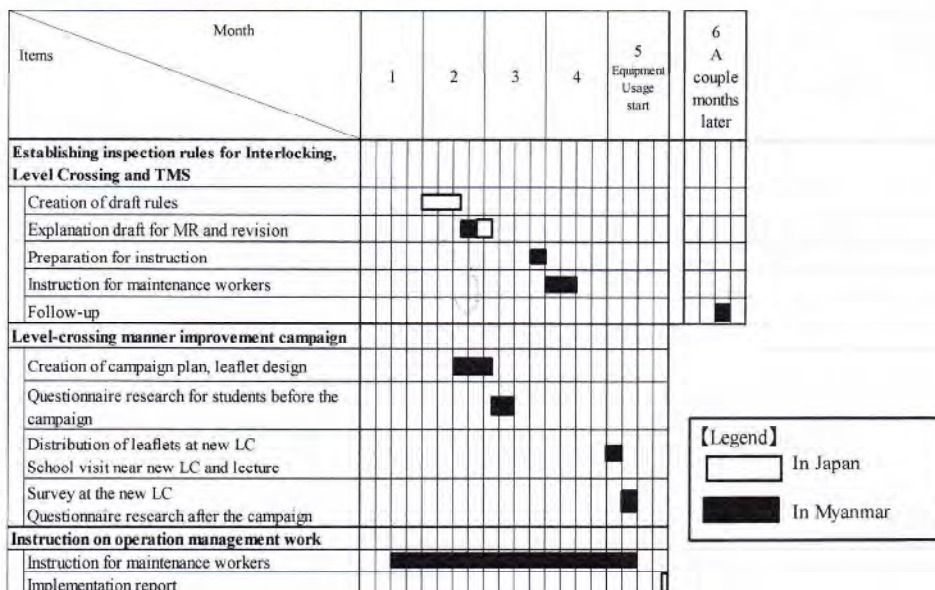 Month
Items
1
2
3
4
5
Equipment
Usage
start
6
A
couple
months
later
Establishing inspection rules for Interlocking,
Level Crossing and TMS
Creation of draft rules
Explanation draft for MR and revision
Preparation for instruction
Instruction for maintenance workers
Follow-up
Level-crossing manner improvement campaign
Creation of campaign plan, leaflet design
Questionnaire research for students before the
campaign
Distribution of leaflets at new LC
School visit near new LC and lecture
Survey at the new LC
Questionnaire research after the campaign
Instruction on operation management work
Instruction for maintenance workers
Implementation report
【Legend】
In Japan
In Myanmar